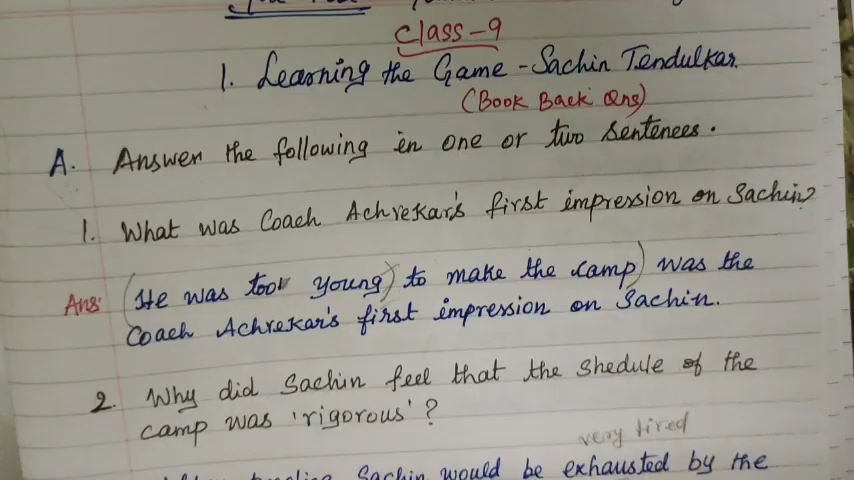 Class-9
1. Learning the Game - Sachin Tendulkar
(Book Back Qns)
A. Answer the following in one or two sentences.
1. What was Coach Achrekar's first impression on Sachin?
Ans: (He was too young) to make the camp) was the
Coach Achrekar's first impression on Sachin.
2. Why did Sachin feel that the shedule of the
camp was 'rigorous'?
very tired
Sachin would be exhausted by the